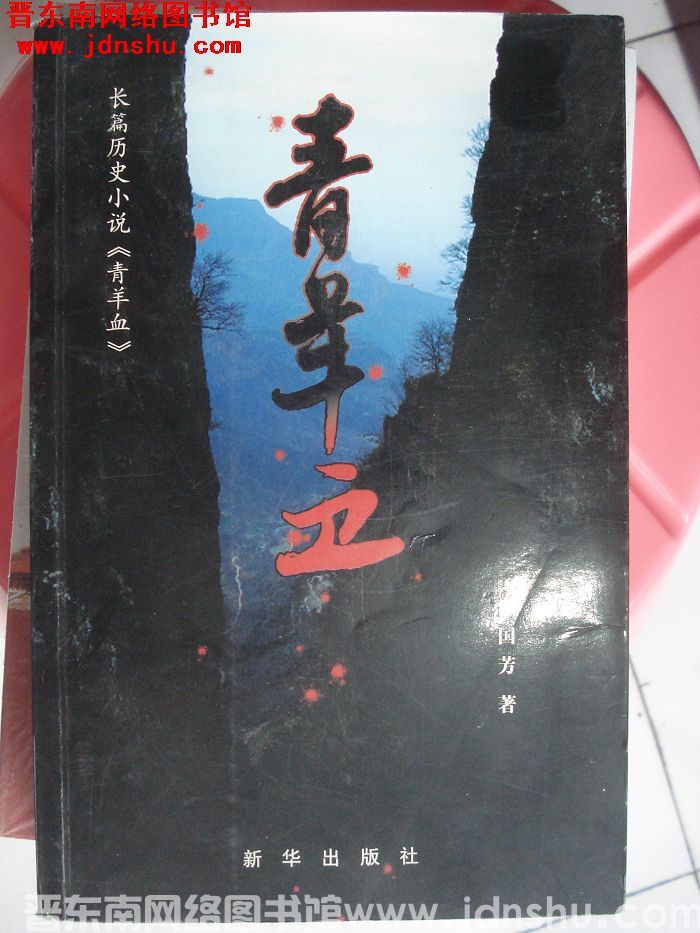 晋东南网络图书馆
www.jdnshu.com
长篇历史小说《青羊血》
青羊血
国芳 著
新华出版社
晋东南网络图书馆www.jdnshu.com